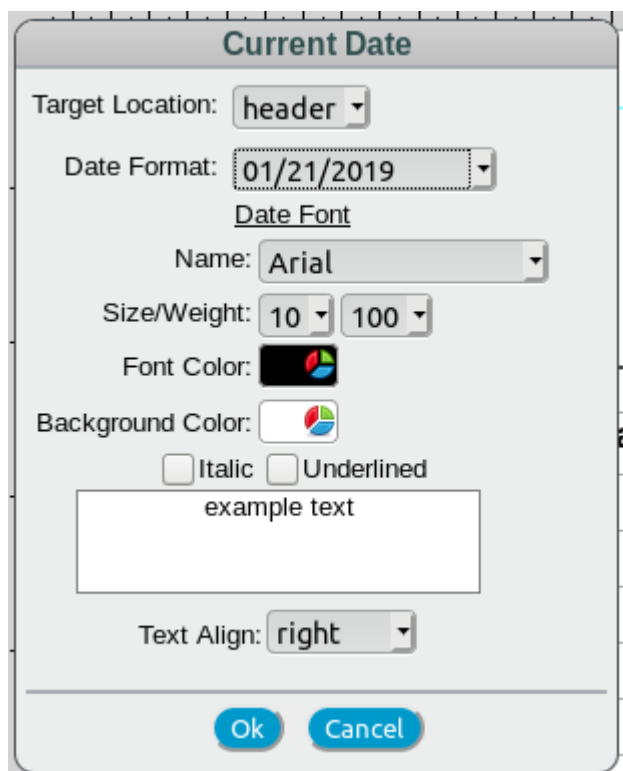 Current Date
Target Location: header
Date Format: 01/21/2019
Date Font
Name: Arial
Size/Weight: 10 100
Font Color:
Background Color:
Italic Underlined
example text
Text Align: right
Ok Cancel